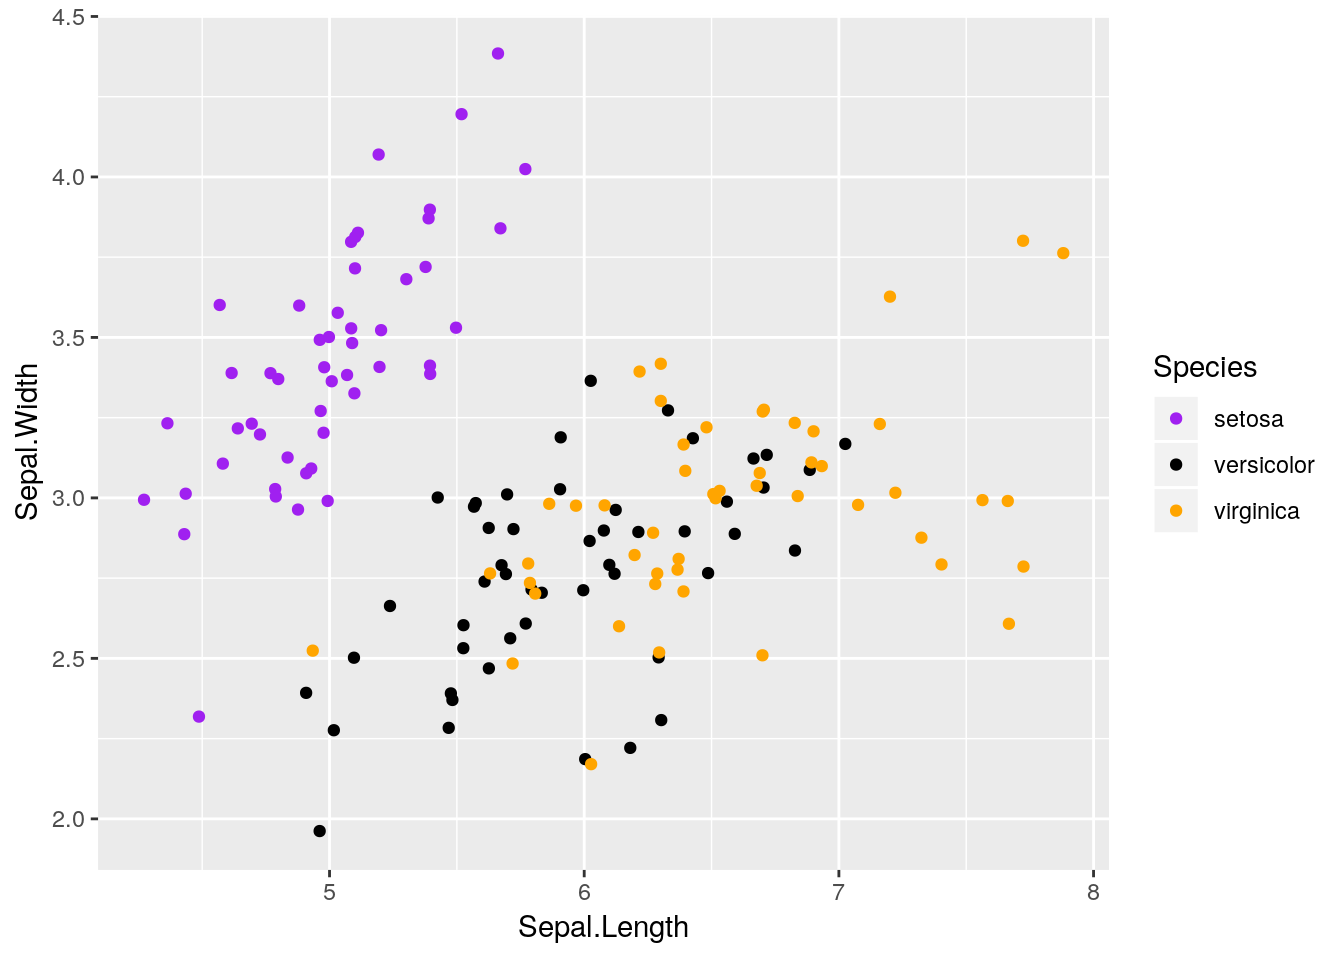 4.5
4.0
3.5
3.0
2.5
2.0
Sepal.Width
5 6 7 8
Sepal.Length
Species
setosa
versicolor
virginica